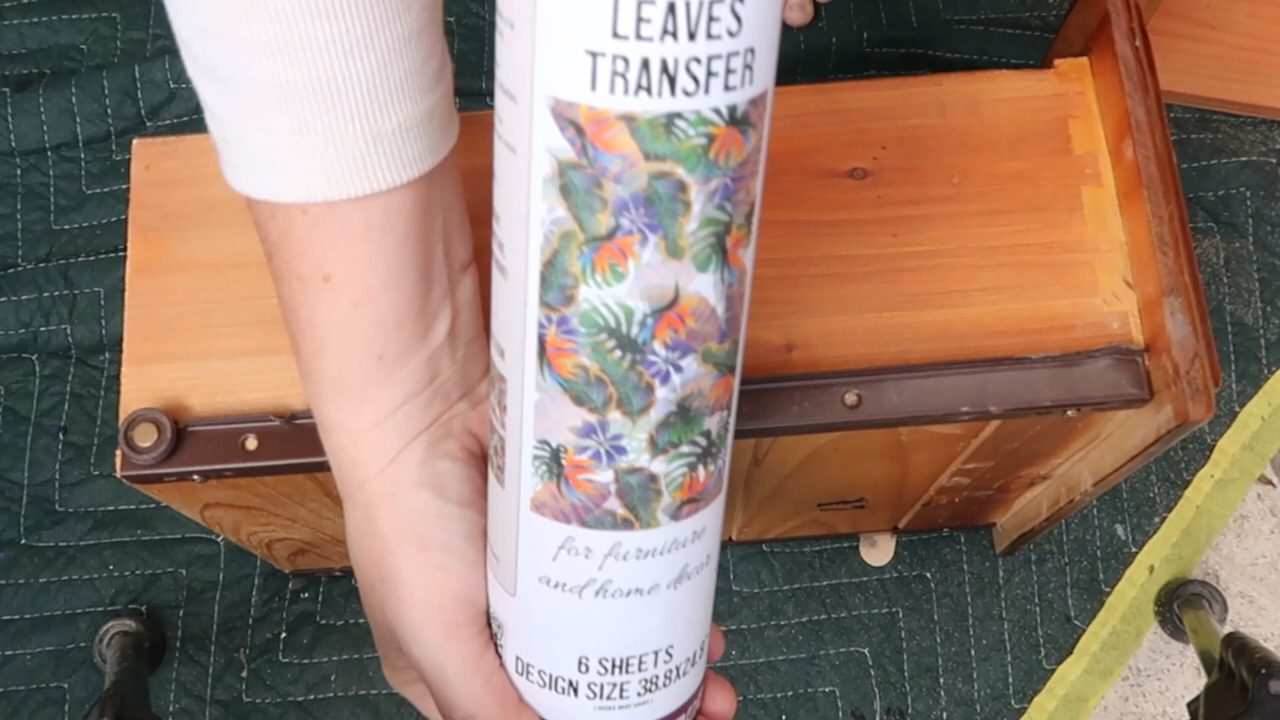 LEAVES
TRANSFER
for furniture
and home decor
6 SHEETS
DESIGN SIZE 38.8X24.8"